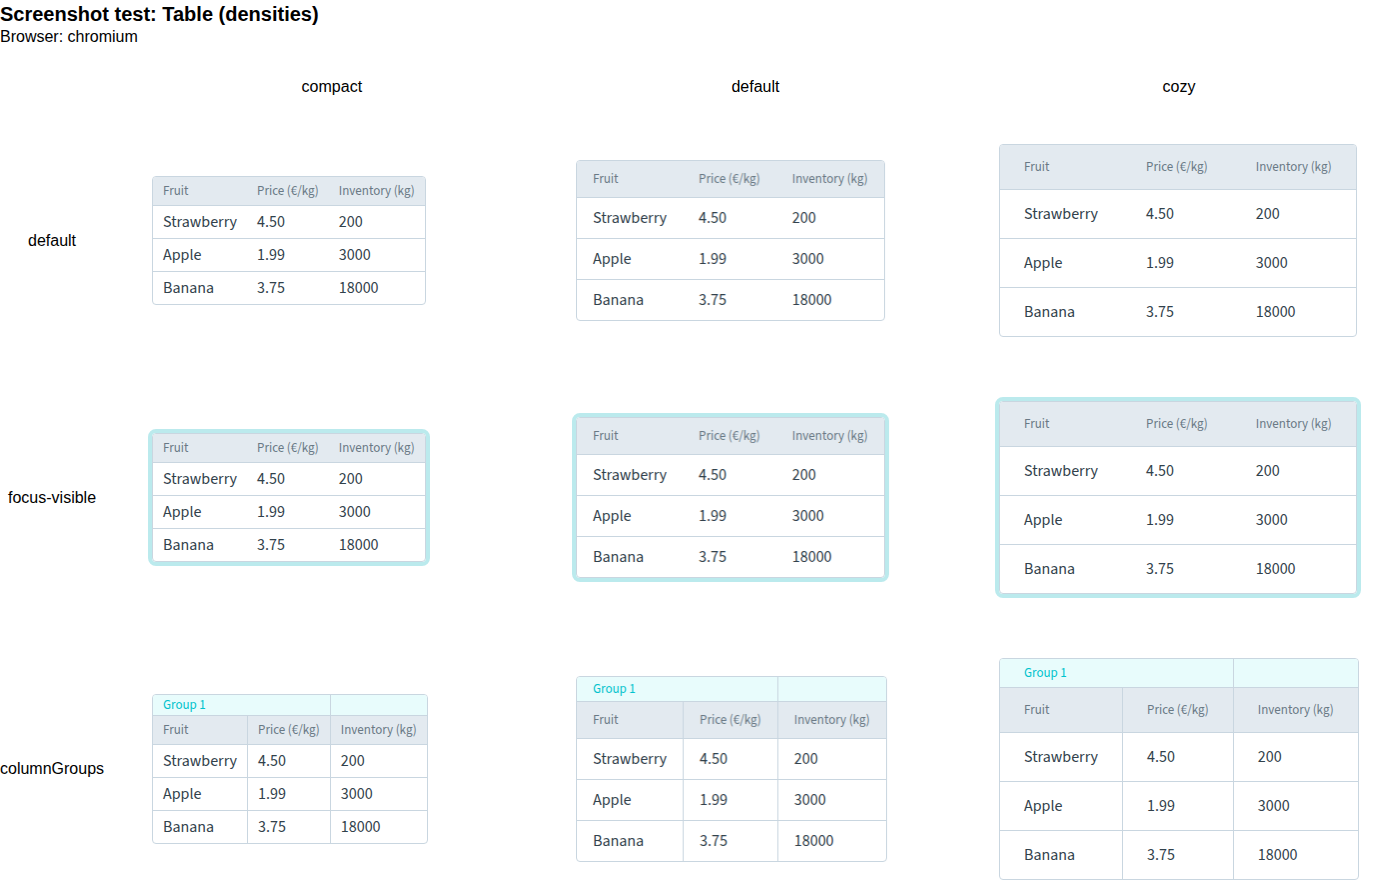 Screenshot test: Table (densities)
Browser: chromium
compact default cozy
default
Fruit Price (€/kg) Inventory (kg)
Strawberry 4.50 200
Apple 1.99 3000
Banana 3.75 18000
Fruit Price (€/kg) Inventory (kg)
Strawberry 4.50 200
Apple 1.99 3000
Banana 3.75 18000
Fruit Price (€/kg) Inventory (kg)
Strawberry 4.50 200
Apple 1.99 3000
Banana 3.75 18000
focus-visible
Fruit Price (€/kg) Inventory (kg)
Strawberry 4.50 200
Apple 1.99 3000
Banana 3.75 18000
Fruit Price (€/kg) Inventory (kg)
Strawberry 4.50 200
Apple 1.99 3000
Banana 3.75 18000
Fruit Price (€/kg) Inventory (kg)
Strawberry 4.50 200
Apple 1.99 3000
Banana 3.75 18000
columnGroups
Group 1
Fruit Price (€/kg) Inventory (kg)
Strawberry 4.50 200
Apple 1.99 3000
Banana 3.75 18000
Group 1
Fruit Price (€/kg) Inventory (kg)
Strawberry 4.50 200
Apple 1.99 3000
Banana 3.75 18000
Group 1
Fruit Price (€/kg) Inventory (kg)
Strawberry 4.50 200
Apple 1.99 3000
Banana 3.75 18000